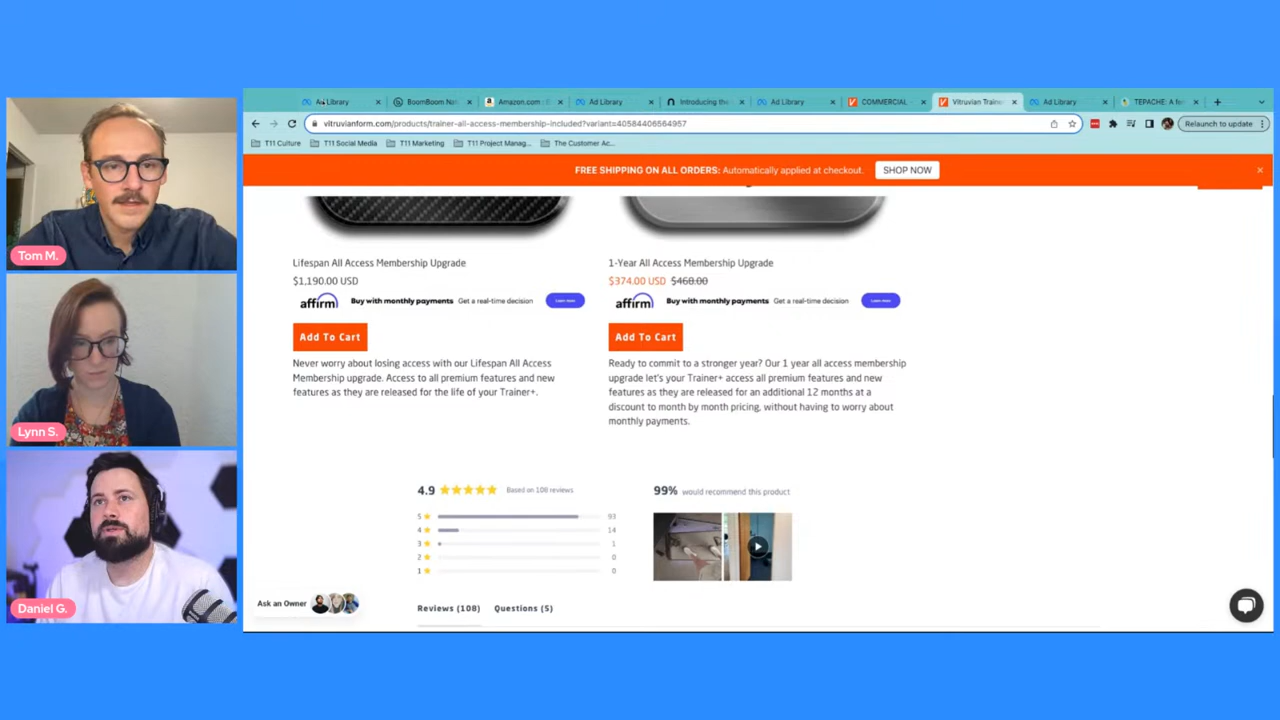 Ad Library
BoomBoom Na
Amazon.com : B
Ad Library
Introducing the
Ad Library
COMMERCIAL
Vitruvian Traine
Ad Library
TEPACHE: A fer
vitruvianform.com/products/trainer-all-access-membership-included?variant=40584406564957
Relaunch to update
T11 Culture
T11 Social Media
T11 Marketing
T11 Project Manag...
The Customer Ac...
FREE SHIPPING ON ALL ORDERS: Automatically applied at checkout.
SHOP NOW
Tom M.
Lifespan All Access Membership Upgrade
$1,190.00 USD
affirm Buy with monthly payments Get a real-time decision Learn more
Add To Cart
Never worry about losing access with our Lifespan All Access
Membership upgrade. Access to all premium features and new
features as they are released for the life of your Trainer+.
1-Year All Access Membership Upgrade
$374.00 USD $468.00
affirm Buy with monthly payments Get a real-time decision Learn more
Add To Cart
Ready to commit to a stronger year? Our 1 year all access membership
upgrade let's your Trainer+ access all premium features and new
features as they are released for an additional 12 months at a
discount to month by month pricing, without having to worry about
monthly payments.
Lynn S.
4.9 Based on 108 reviews
99% would recommend this product
5 93
4 14
3 1
2 0
1 0
Ask an Owner
Reviews (108) Questions (5)
Daniel G.